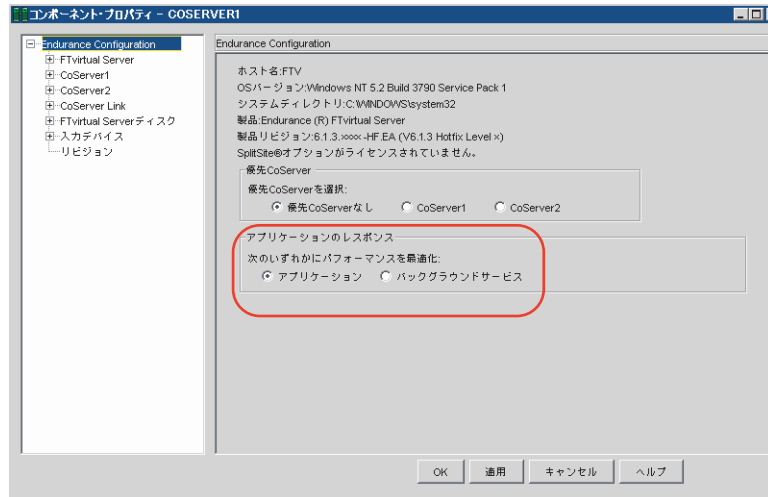 コンポーネント・プロパティ - COSERVER1
Endurance Configuration
FTvirtual Server
CoServer1
CoServer2
CoServer Link
FTvirtual Serverディスク
入力デバイス
リビジョン
Endurance Configuration
ホスト名:FTV
OSバージョン:Windows NT 5.2 Build 3790 Service Pack 1
システムディレクトリ:C:\WINDOWS\system32
製品:Endurance (R) FTvirtual Server
製品リビジョン:6.1.3.xxxx-HF.EA (V6.1.3 Hotfix Level x)
SplitSite®オプションがライセンスされていません。
優先CoServer
優先CoServerを選択:
優先CoServerなし CoServer1 CoServer2
アプリケーションのレスポンス
次のいずれかにパフォーマンスを最適化:
アプリケーション バックグラウンドサービス
OK 適用 キャンセル ヘルプ